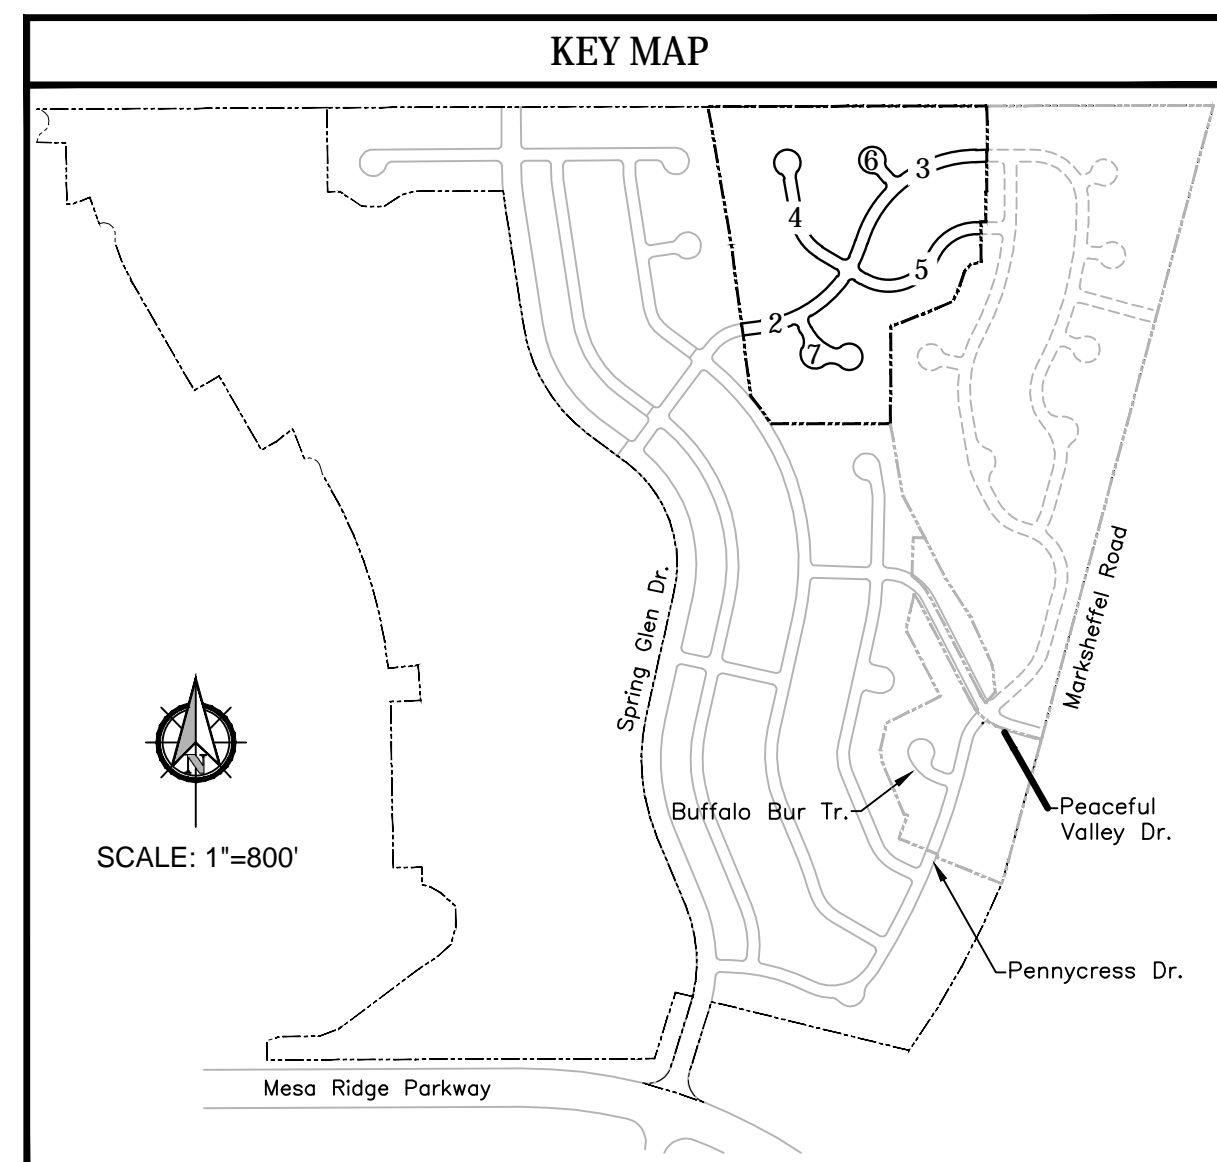 KEY MAP
6
3
4
5
2
7
Spring Glen Dr.
Marksheffel Road
N
SCALE: 1"=800'
Buffalo Bur Tr.
Peaceful
Valley Dr.
Pennycress Dr.
Mesa Ridge Parkway